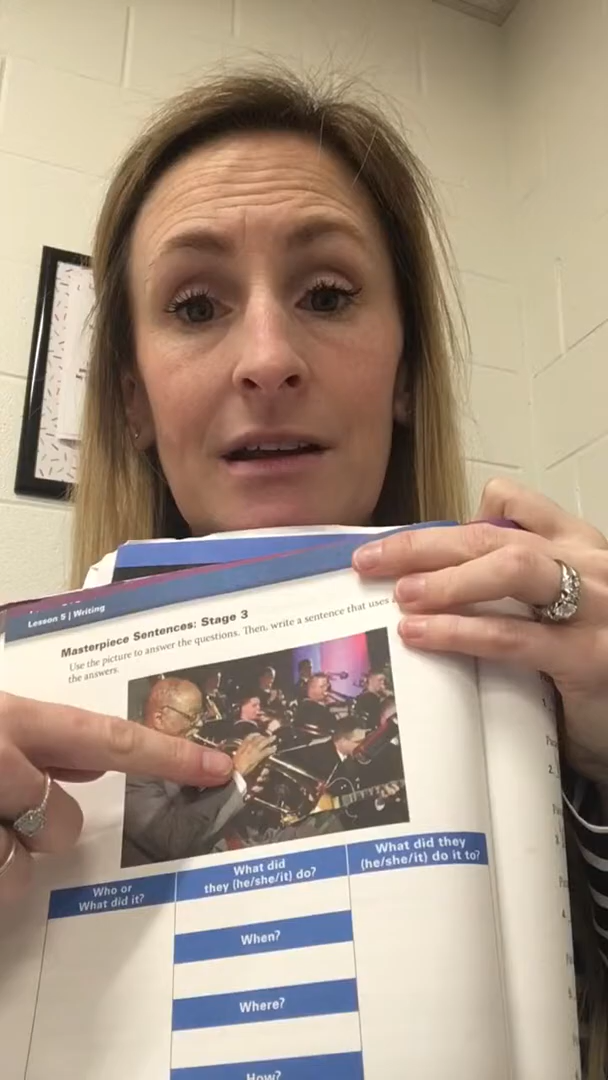 Lesson 5 | Writing
Masterpiece Sentences: Stage 3
Use the picture to answer the questions. Then, write a sentence that uses
the answers.
Who or
What did it?
What did
they (he/she/it) do?
What did they
(he/she/it) do it to?
When?
Where?
How?
2.